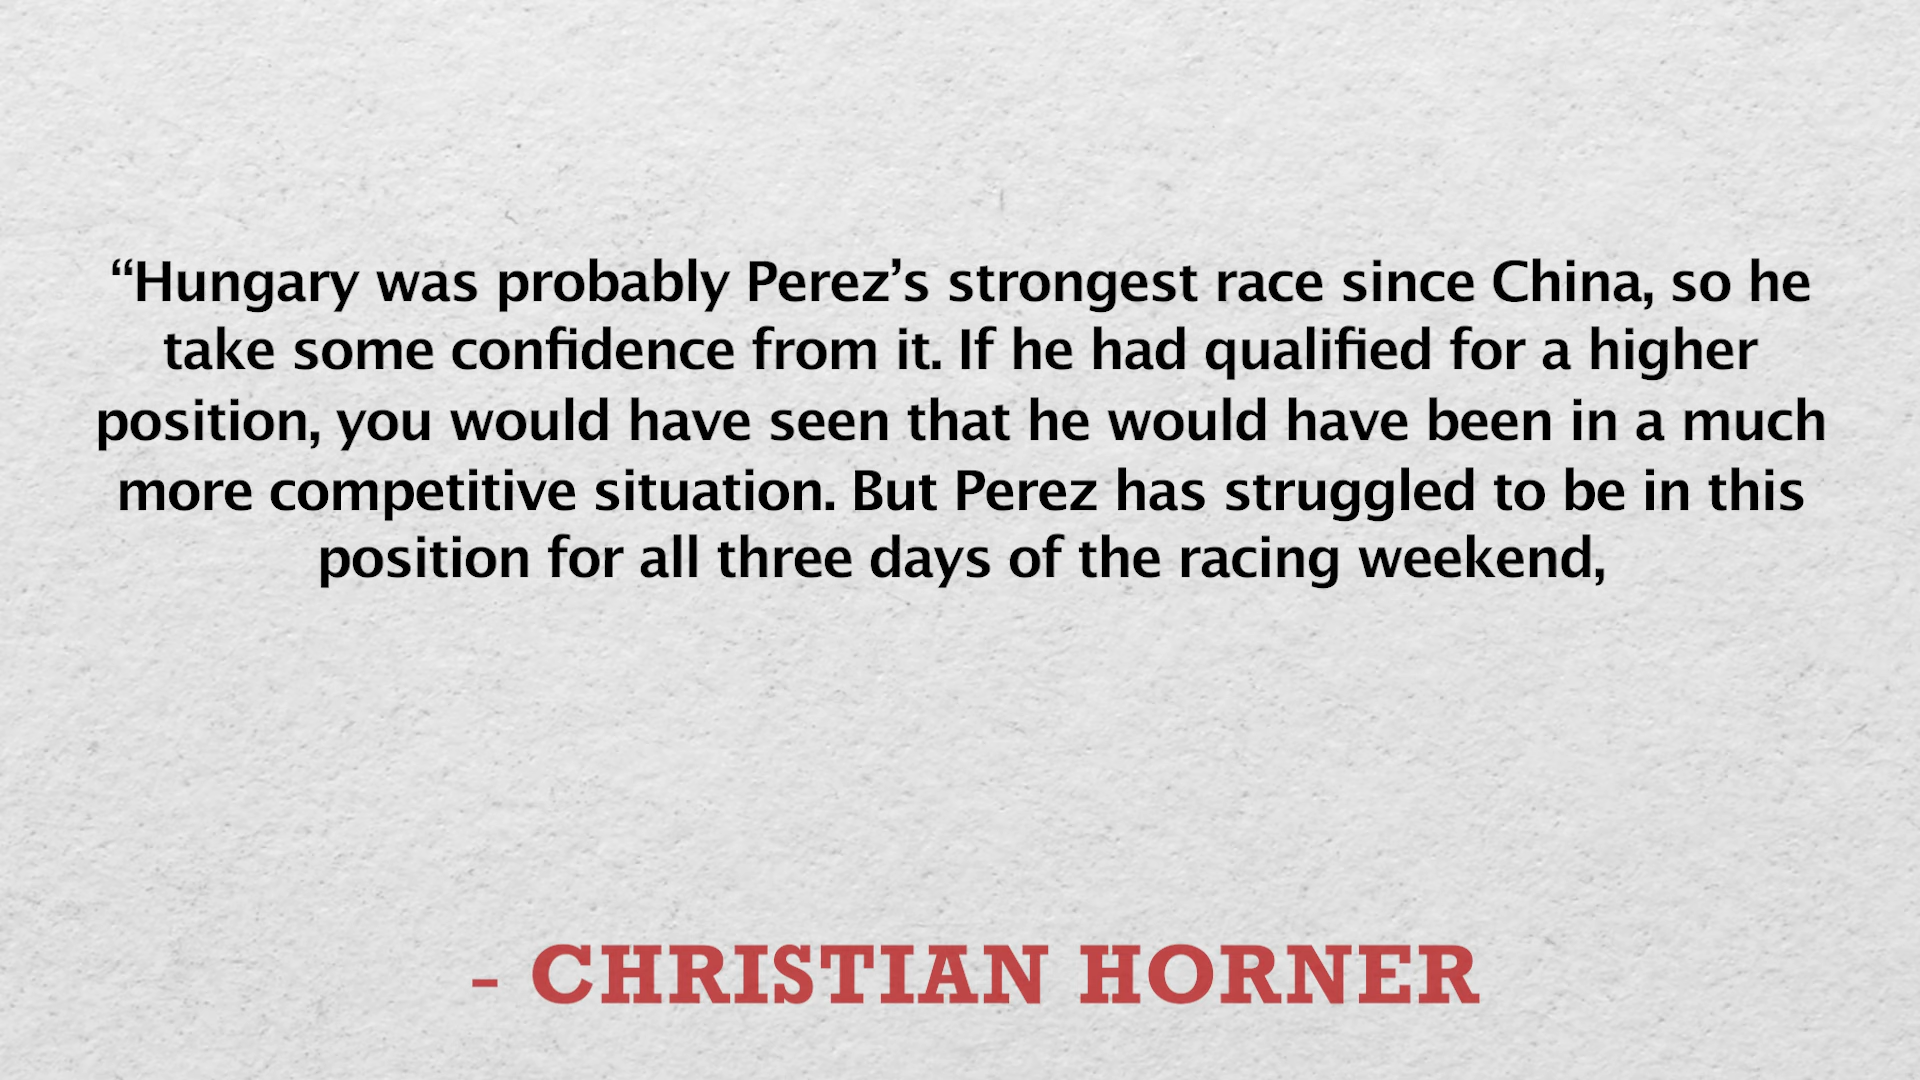 “Hungary was probably Perez’s strongest race since China, so he
take some confidence from it. If he had qualified for a higher
position, you would have seen that he would have been in a much
more competitive situation. But Perez has struggled to be in this
position for all three days of the racing weekend,
- CHRISTIAN HORNER